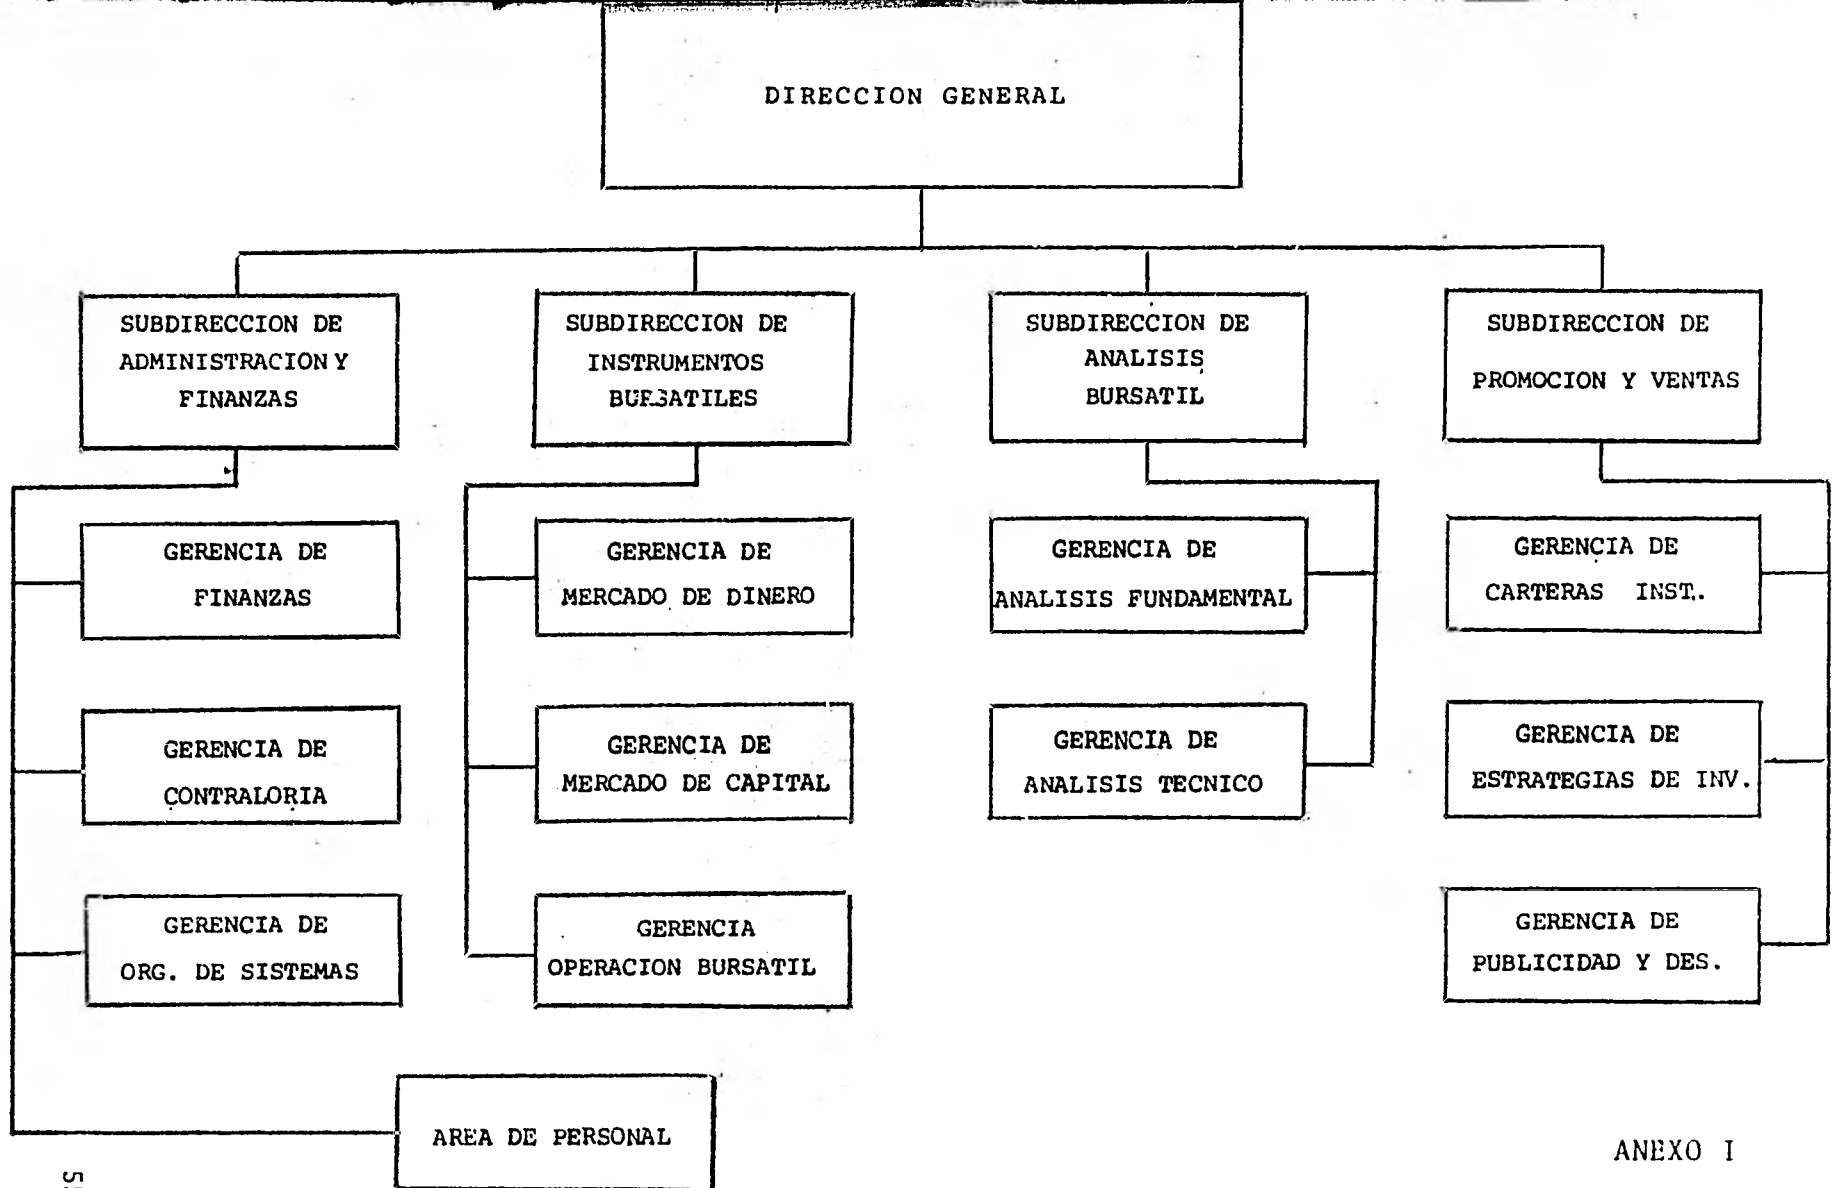 DIRECCION GENERAL
SUBDIRECCION DE
ADMINISTRACION Y
FINANZAS
SUBDIRECCION DE
INSTRUMENTOS
BURSATILES
SUBDIRECCION DE
ANALISIS
BURSATIL
SUBDIRECCION DE
PROMOCION Y VENTAS
GERENCIA DE
FINANZAS
GERENCIA DE
MERCADO DE DINERO
GERENCIA DE
ANALISIS FUNDAMENTAL
GERENCIA DE
CARTERAS INST.
GERENCIA DE
CONTRALORIA
GERENCIA DE
MERCADO DE CAPITAL
GERENCIA DE
ANALISIS TECNICO
GERENCIA DE
ESTRATEGIAS DE INV.
GERENCIA DE
ORG. DE SISTEMAS
GERENCIA
OPERACION BURSATIL
GERENCIA DE
PUBLICIDAD Y DES.
AREA DE PERSONAL
ANEXO I